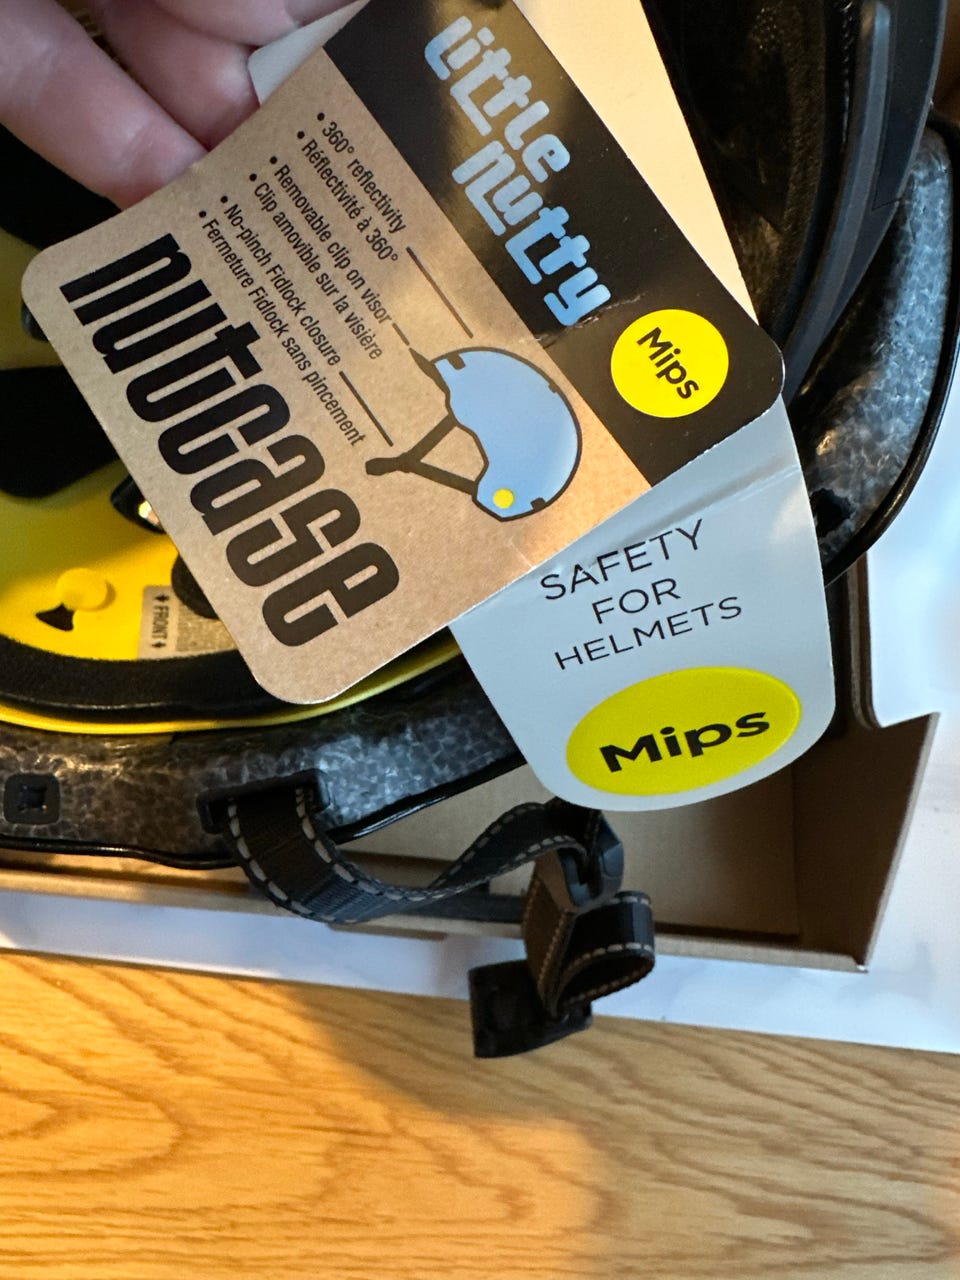 Little
Nutty
Mips
• 360° reflectivity
• Réflectivité à 360°
• Removable clip on visor
• Clip amovible sur la visière
• No-pinch Fidlock closure
• Fermeture Fidlock sans pincement
nutcase
SAFETY
FOR
HELMETS
Mips
FRONT